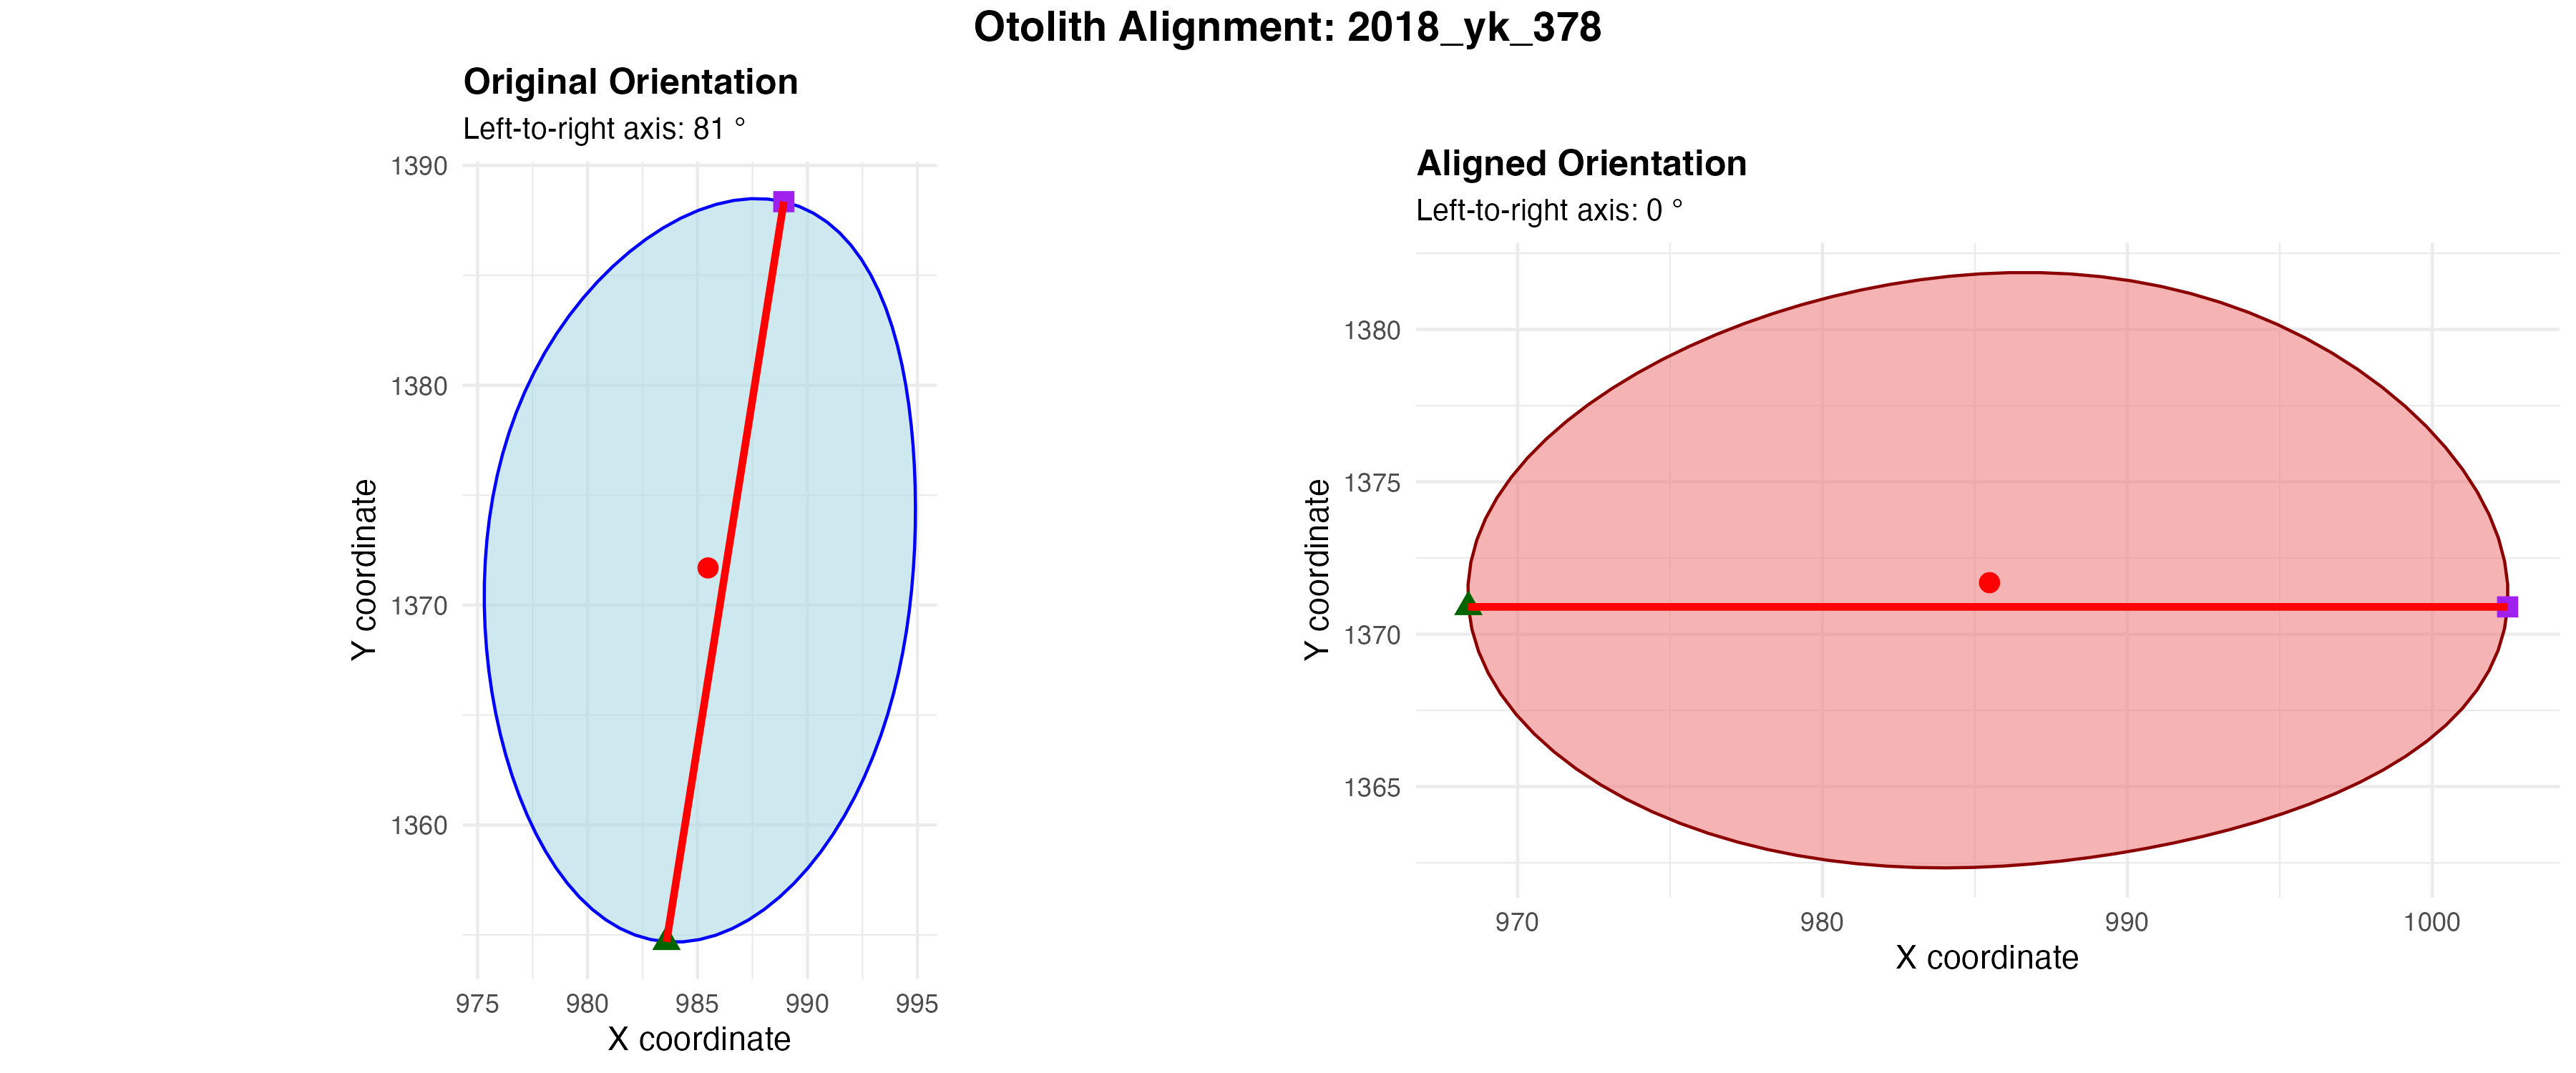 Otolith Alignment: 2018_yk_378
Original Orientation
Left-to-right axis: 81 °
1390
1380
1370
1360
Y coordinate
975 980 985 990 995
X coordinate
Aligned Orientation
Left-to-right axis: 0 °
1380
1375
1370
1365
Y coordinate
970 980 990 1000
X coordinate